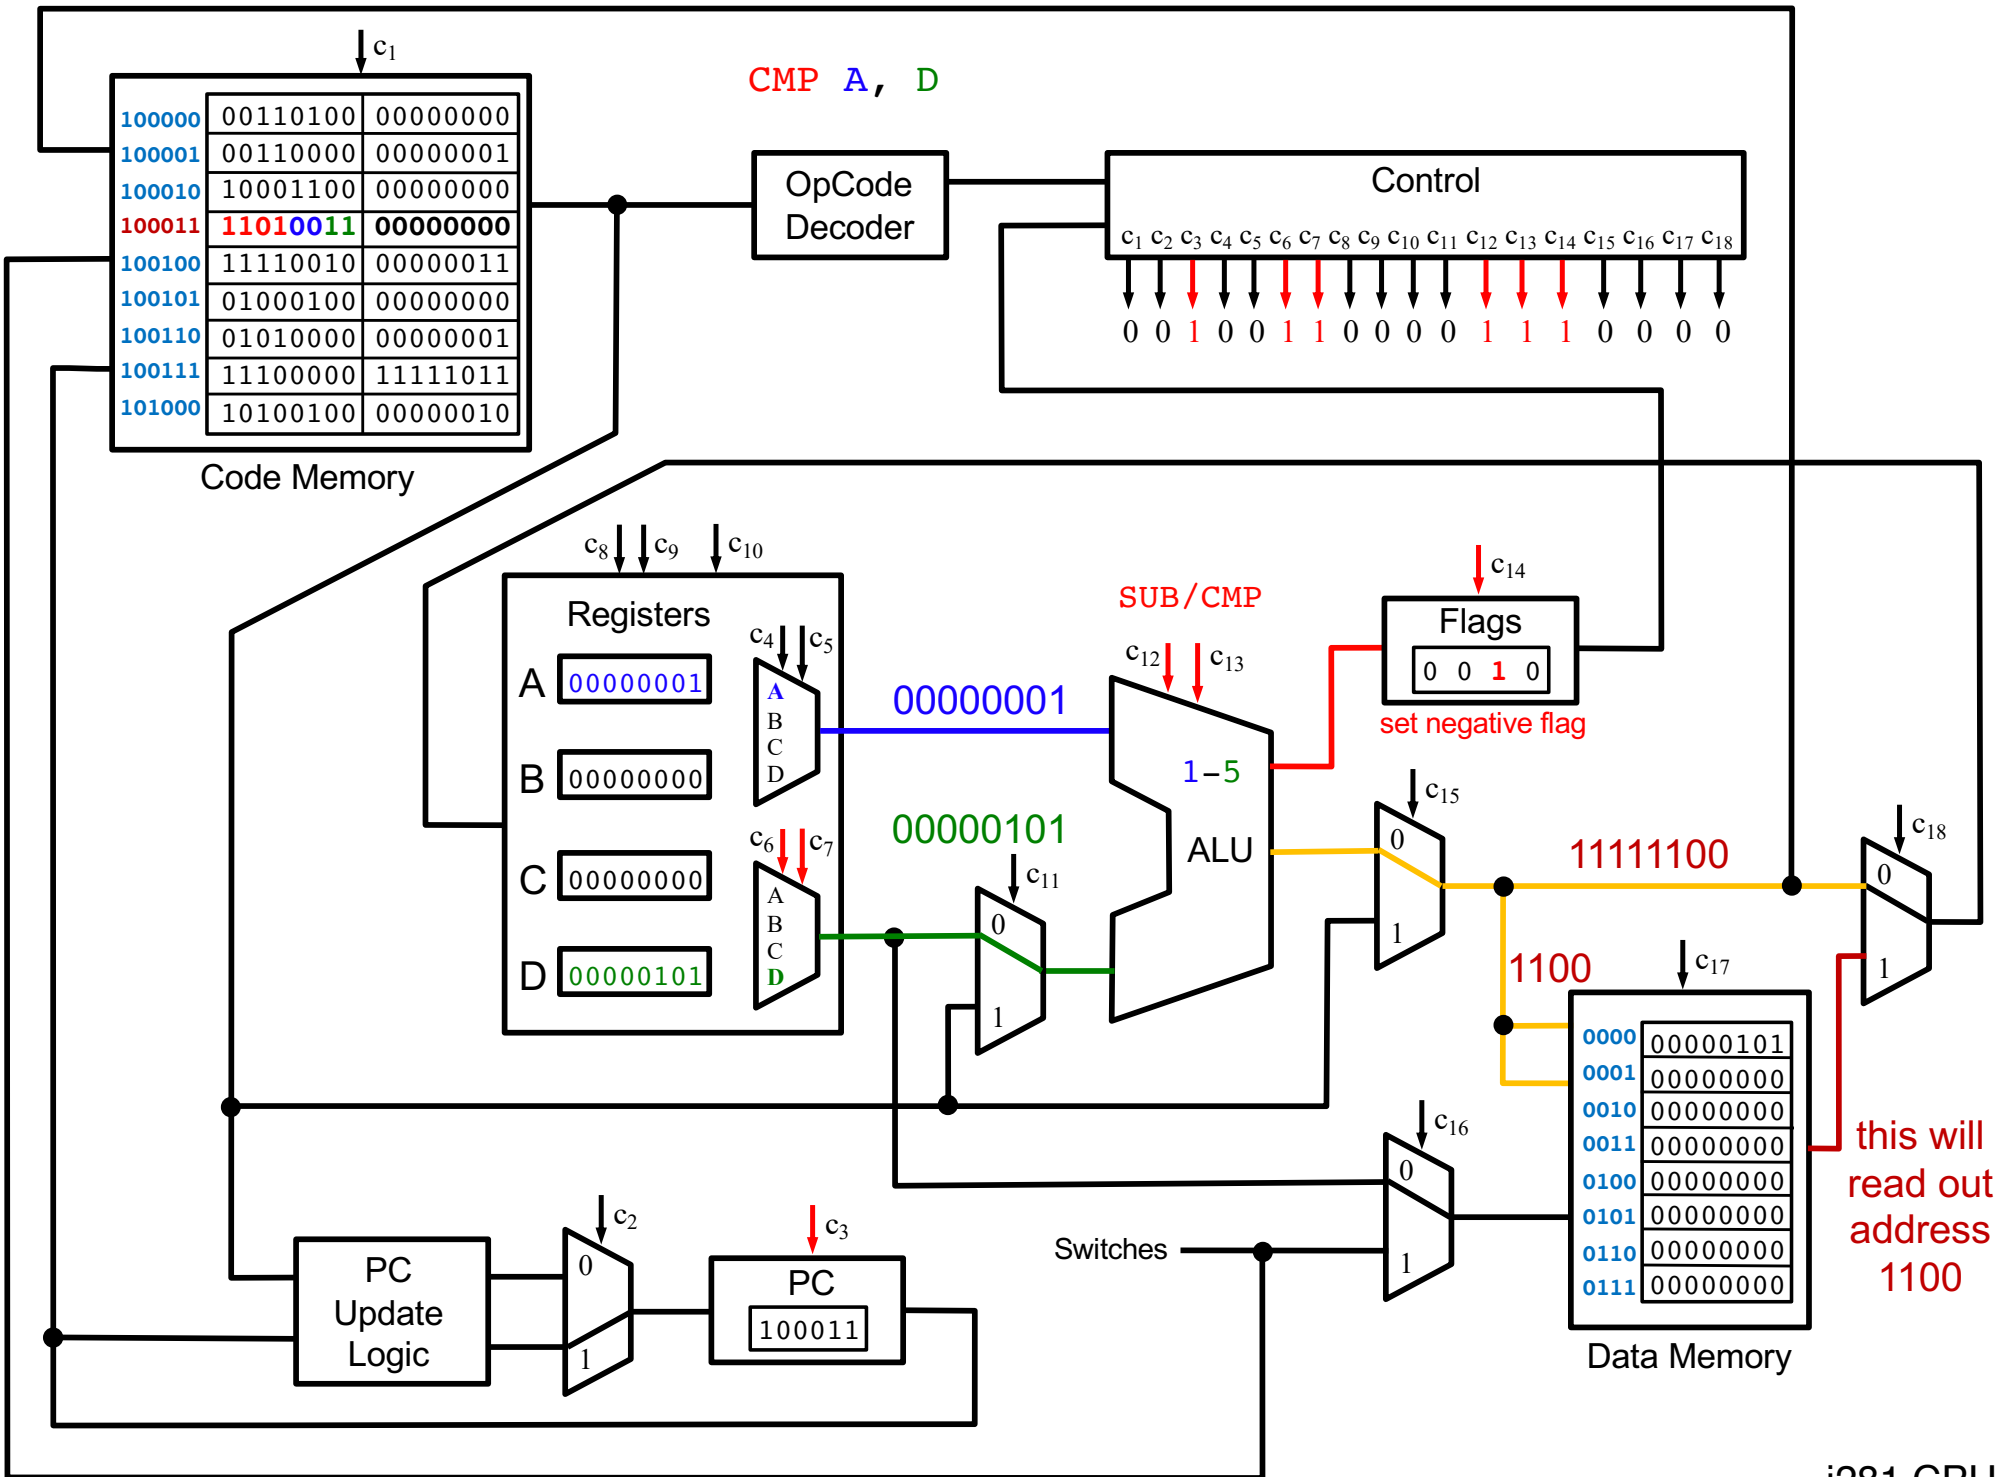 c1
CMP A, D
100000 00110100 00000000
100001 00110000 00000001
100010 10001100 00000000
100011 11010011 00000000
100100 11110010 00000011
100101 01000100 00000000
100110 01010000 00000001
100111 11100000 11111011
101000 10100100 00000010
Code Memory
OpCode
Decoder
Control
c1 c2 c3 c4 c5 c6 c7 c8 c9 c10 c11 c12 c13 c14 c15 c16 c17 c18
0 0 1 0 0 1 1 0 0 0 0 1 1 1 0 0 0 0
c8 c9 c10
Registers
A 00000001
B 00000000
C 00000000
D 00000101
c4 c5
A
B
C
D
c6 c7
A
B
C
D
00000001
00000101
c11
0
1
SUB/CMP
c12 c13
1-5
ALU
c14
Flags
0 0 1 0
set negative flag
c15
0
1
11111100
1100
c18
0
1
c17
0000 00000101
0001 00000000
0010 00000000
0011 00000000
0100 00000000
0101 00000000
0110 00000000
0111 00000000
Data Memory
this will
read out
address
1100
c16
0
1
Switches
PC
Update
Logic
c2
0
1
c3
PC
100011